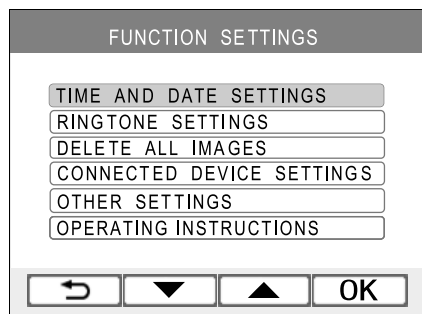 FUNCTION SETTINGS
TIME AND DATE SETTINGS
RINGTONE SETTINGS
DELETE ALL IMAGES
CONNECTED DEVICE SETTINGS
OTHER SETTINGS
OPERATING INSTRUCTIONS
OK